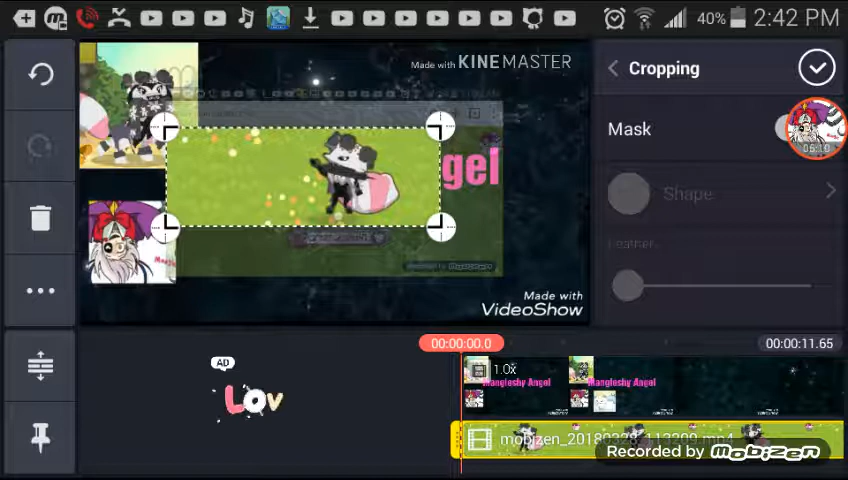 40% 2:42 PM
Made with KINEMASTER
Cropping
Mask
05:10
Shape
Feather
gel
Made with
VideoShow
00:00:00.0
00:00:11.65
AD
Lov
1.0x
Mangleshy Angel
Mangleshy Angel
mobizen_20180328_113209.mp4
Recorded by mobizen